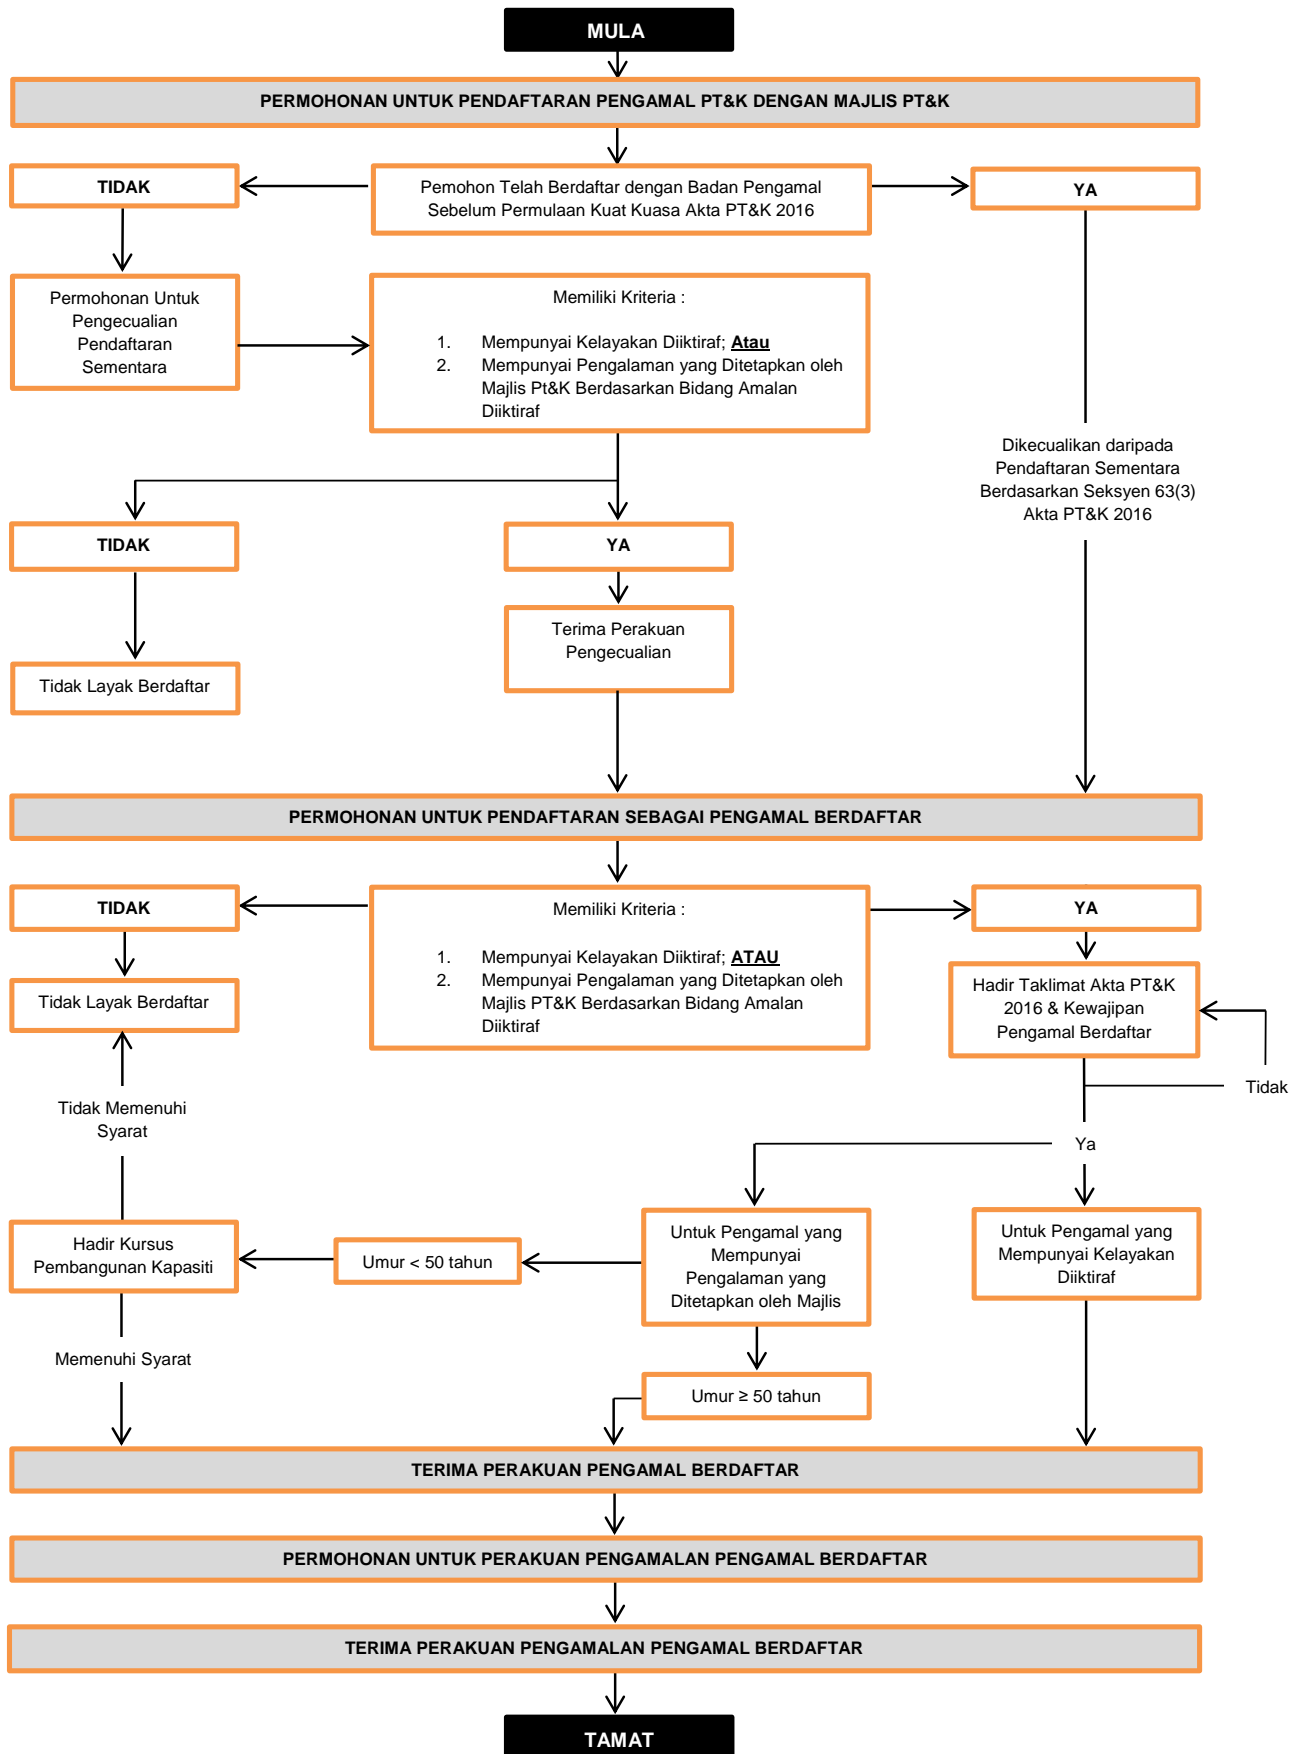 MULA
PERMOHONAN UNTUK PENDAFTARAN PENGAMAL PT&K DENGAN MAJLIS PT&K
TIDAK
Pemohon Telah Berdaftar dengan Badan Pengamal
Sebelum Permulaan Kuat Kuasa Akta PT&K 2016
YA
Permohonan Untuk
Pengecualian
Pendaftaran
Sementara
Memiliki Kriteria :
1. Mempunyai Kelayakan Diiktiraf; Atau
2. Mempunyai Pengalaman yang Ditetapkan oleh
Majlis Pt&K Berdasarkan Bidang Amalan
Diiktiraf
Dikecualikan daripada
Pendaftaran Sementara
Berdasarkan Seksyen 63(3)
Akta PT&K 2016
TIDAK
YA
Terima Perakuan
Pengecualian
Tidak Layak Berdaftar
PERMOHONAN UNTUK PENDAFTARAN SEBAGAI PENGAMAL BERDAFTAR
TIDAK
Memiliki Kriteria :
1. Mempunyai Kelayakan Diiktiraf; ATAU
2. Mempunyai Pengalaman yang Ditetapkan oleh
Majlis PT&K Berdasarkan Bidang Amalan
Diiktiraf
YA
Tidak Layak Berdaftar
Hadir Taklimat Akta PT&K
2016 & Kewajipan
Pengamal Berdaftar
Tidak
Tidak Memenuhi
Syarat
Ya
Hadir Kursus
Pembangunan Kapasiti
Umur < 50 tahun
Untuk Pengamal yang
Mempunyai
Pengalaman yang
Ditetapkan oleh Majlis
Untuk Pengamal yang
Mempunyai Kelayakan
Diiktiraf
Memenuhi Syarat
Umur ≥ 50 tahun
TERIMA PERAKUAN PENGAMAL BERDAFTAR
PERMOHONAN UNTUK PERAKUAN PENGAMALAN PENGAMAL BERDAFTAR
TERIMA PERAKUAN PENGAMALAN PENGAMAL BERDAFTAR
TAMAT